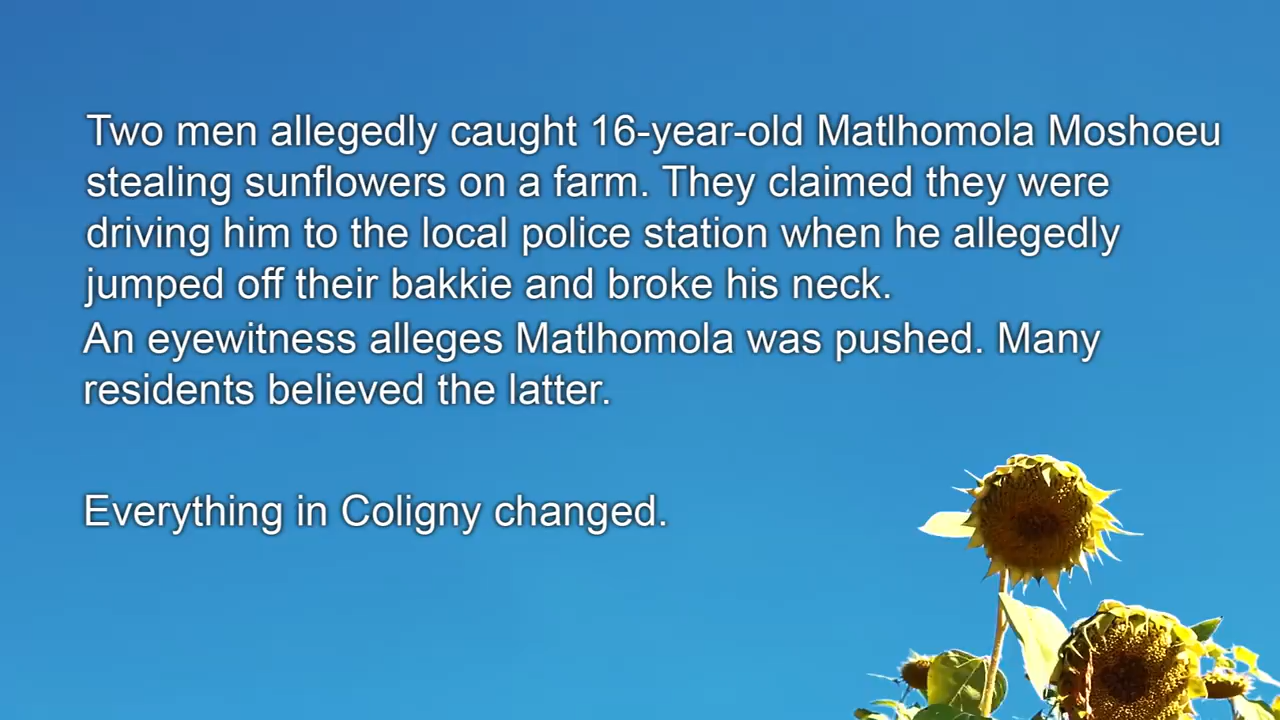 Two men allegedly caught 16-year-old Matlhomola Moshoeu
stealing sunflowers on a farm. They claimed they were
driving him to the local police station when he allegedly
jumped off their bakkie and broke his neck.
An eyewitness alleges Matlhomola was pushed. Many
residents believed the latter.
Everything in Coligny changed.